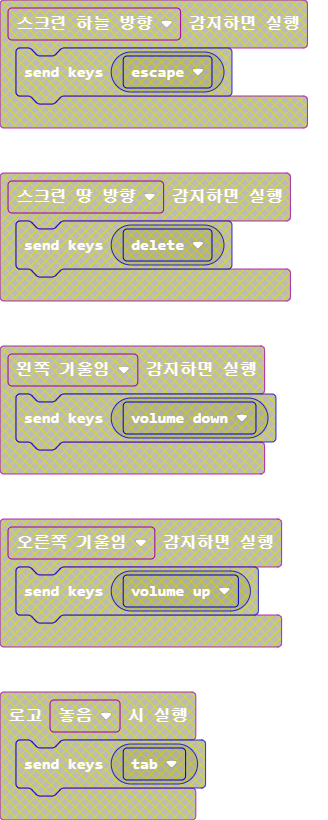 스크린 하늘 방향 감지하면 실행
send keys escape
스크린 땅 방향 감지하면 실행
send keys delete
왼쪽 기울임 감지하면 실행
send keys volume down
오른쪽 기울임 감지하면 실행
send keys volume up
로고 놓음 시 실행
send keys tab